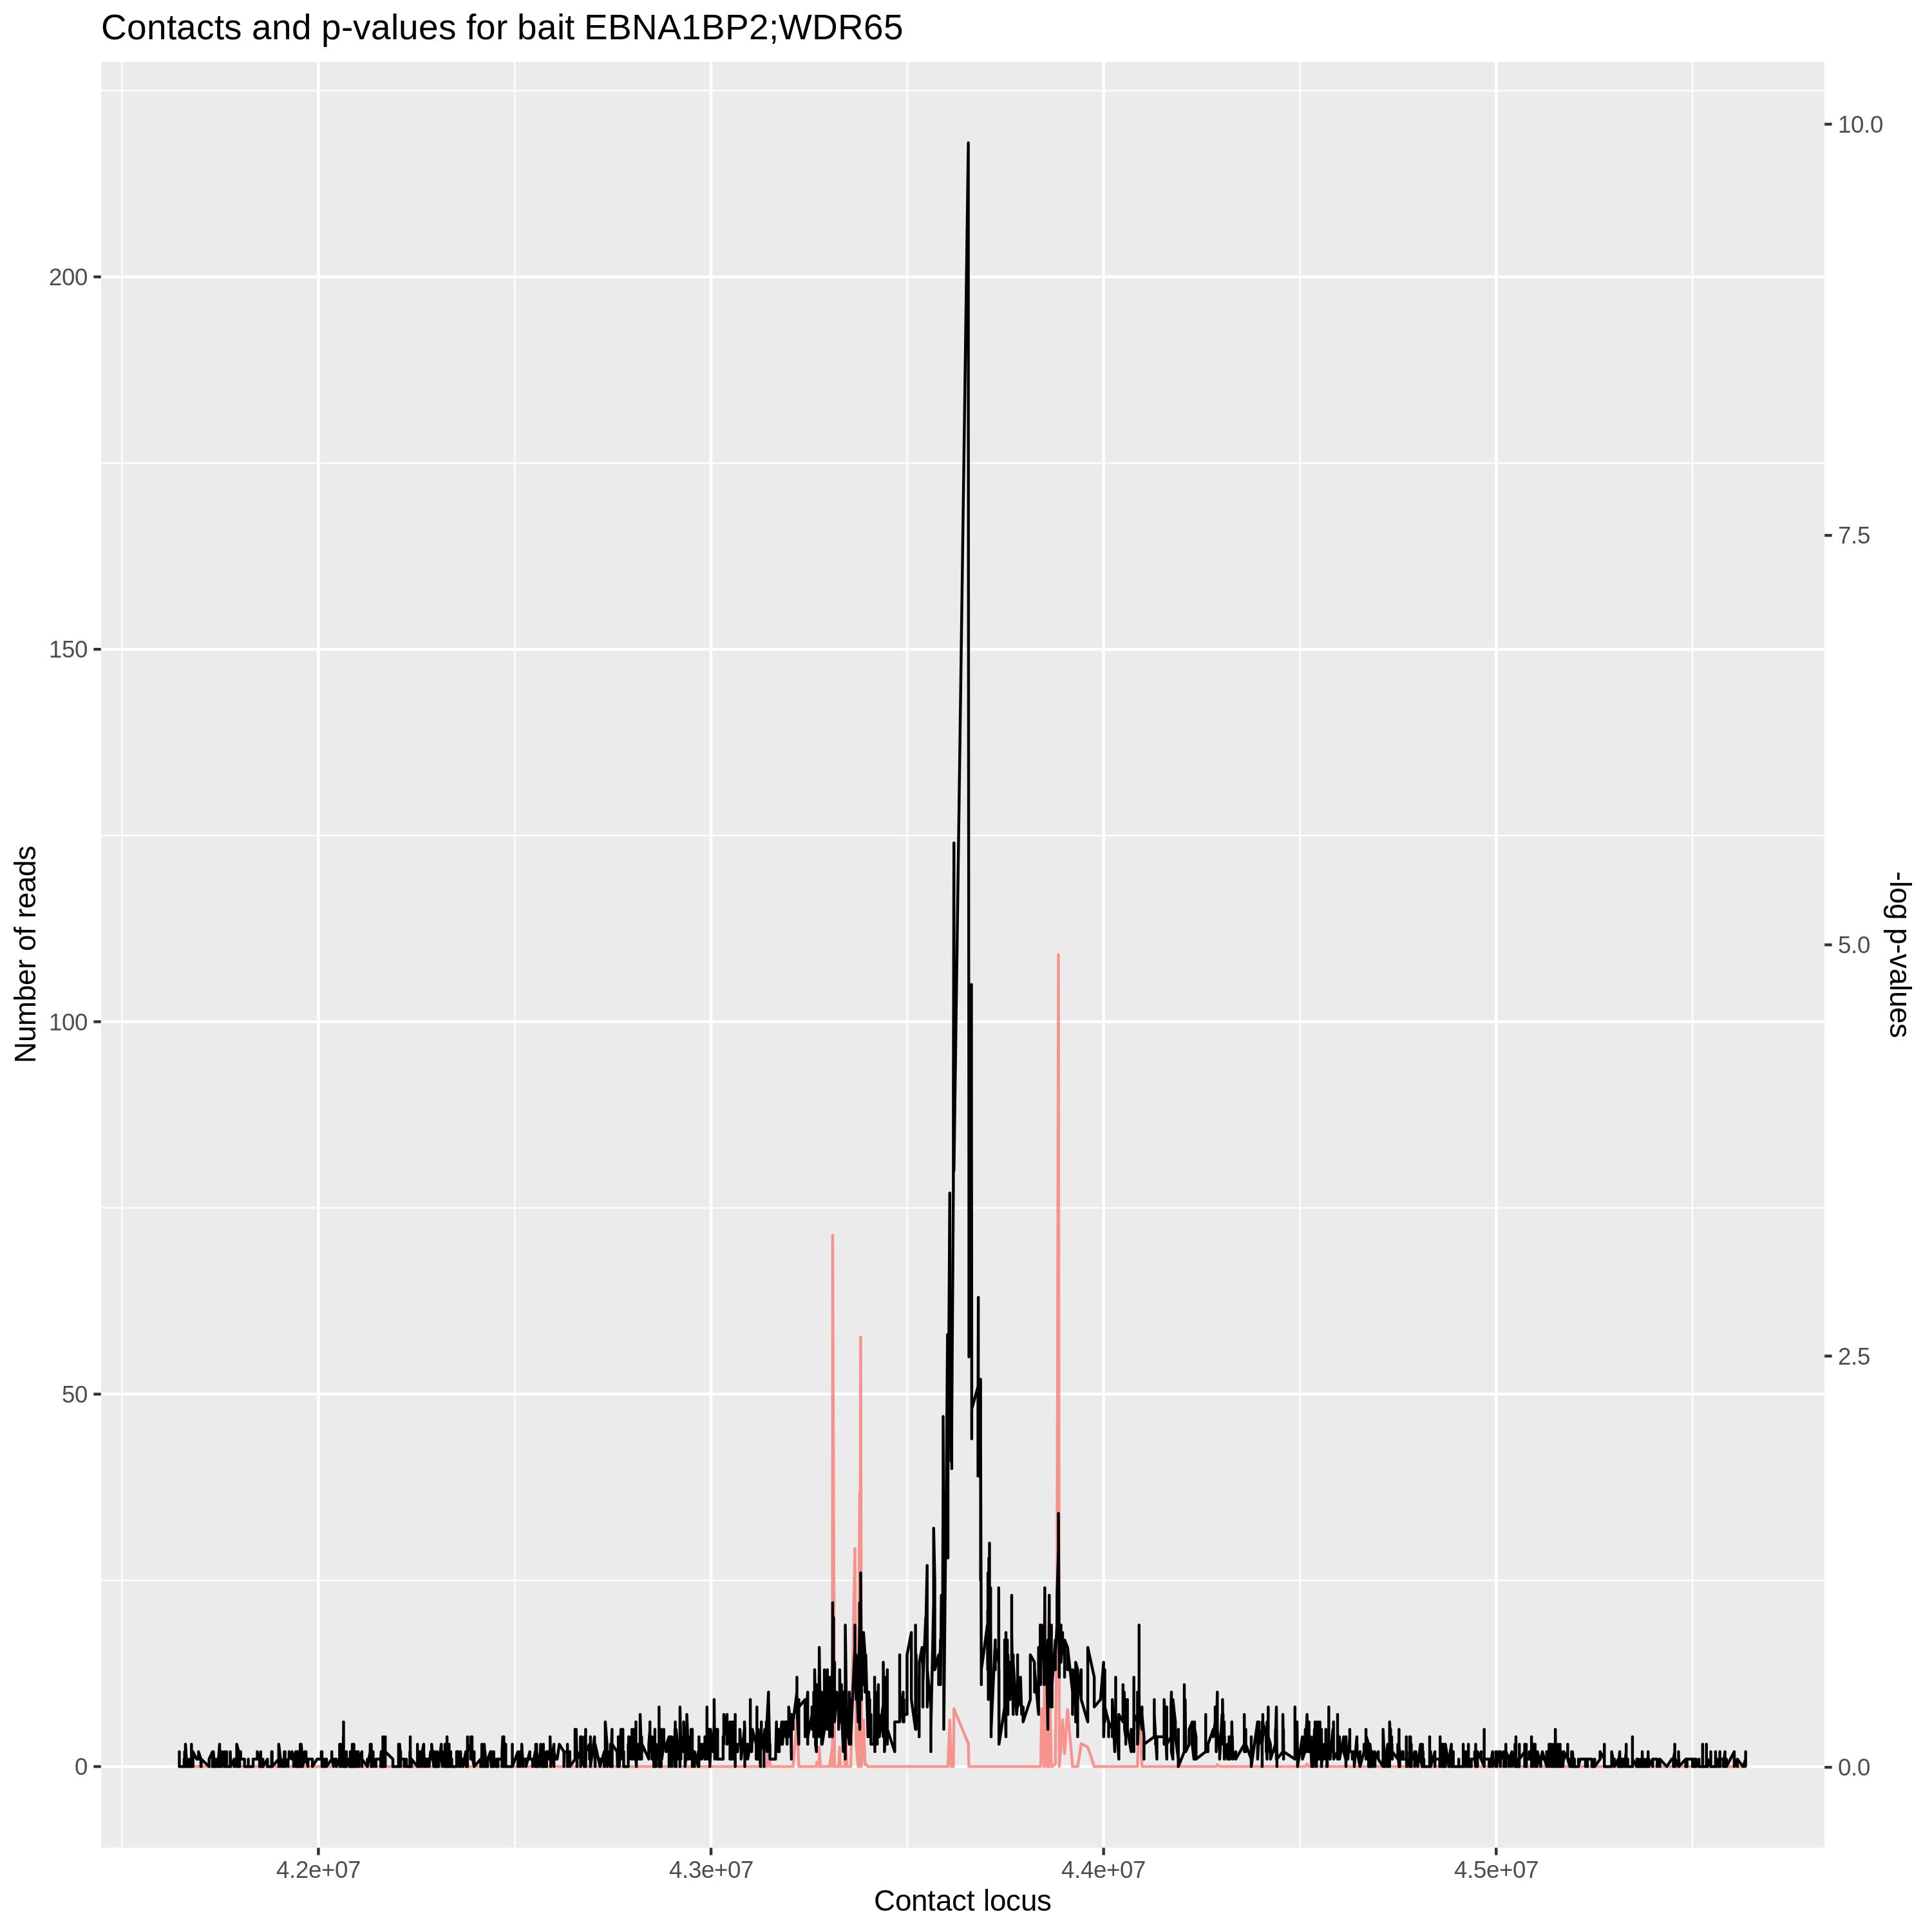 Contacts and p-values for bait EBNA1BP2;WDR65
Number of reads
200
150
100
50
0
10.0
7.5
5.0
2.5
0.0
-log p-values
4.2e+07
4.3e+07
4.4e+07
4.5e+07
Contact locus